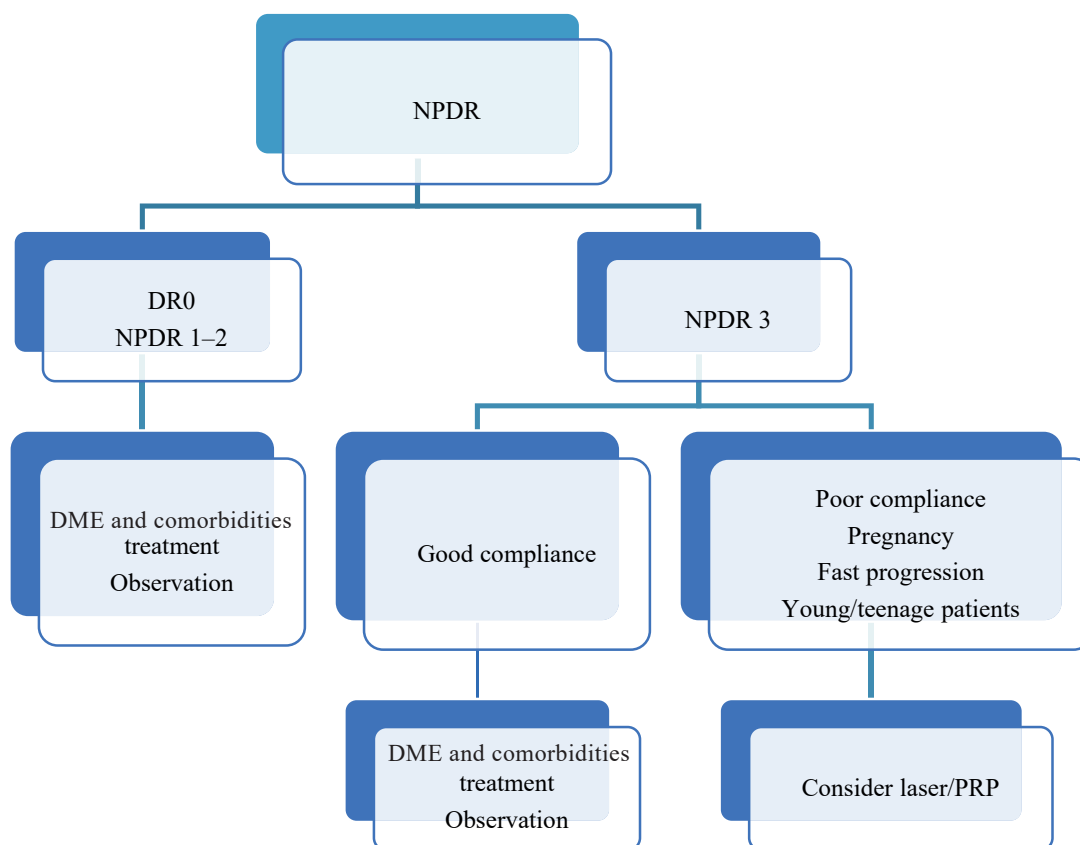 NPDR
DR0
NPDR 1–2
NPDR 3
DME and comorbidities
treatment
Observation
Good compliance
Poor compliance
Pregnancy
Fast progression
Young/teenage patients
DME and comorbidities
treatment
Observation
Consider laser/PRP